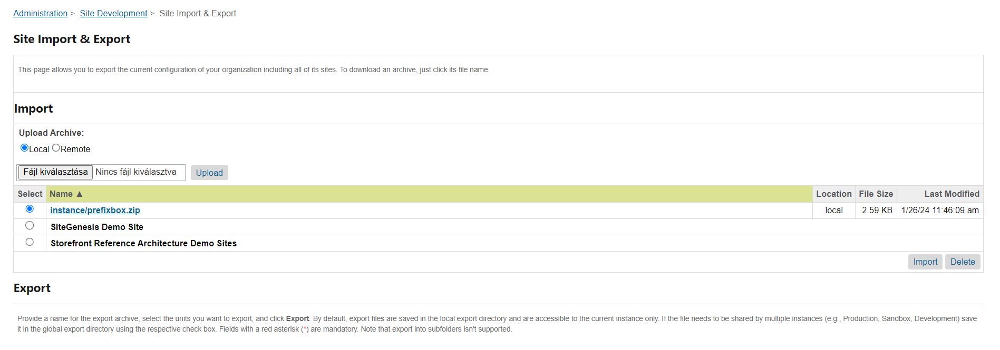 Administration > Site Development > Site Import & Export
Site Import & Export
This page allows you to export the current configuration of your organization including all of its sites. To download an archive, just click its file name.
Import
Upload Archive:
Local Remote
Fájl kiválasztása Nincs fájl kiválasztva Upload
Select Name ▲ Location File Size Last Modified
instance/prefixbox.zip local 2.59 KB 1/26/24 11:46:09 am
SiteGenesis Demo Site
Storefront Reference Architecture Demo Sites
Import Delete
Export
Provide a name for the export archive, select the units you want to export, and click Export. By default, export files are saved in the local export directory and are accessible to the current instance only. If the file needs to be shared by multiple instances (e.g., Production, Sandbox, Development) save
it in the global export directory using the respective check box. Fields with a red asterisk (*) are mandatory. Note that export into subfolders isn't supported.